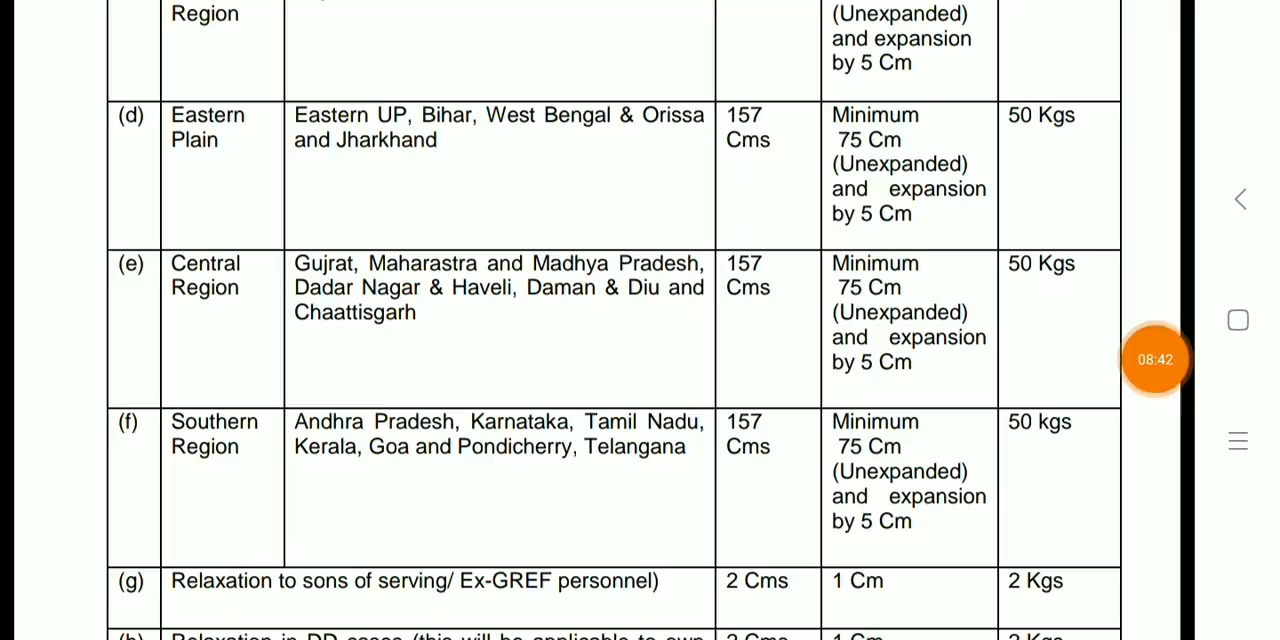 Region
(Unexpanded)
and expansion
by 5 Cm
(d)
Eastern
Plain
Eastern UP, Bihar, West Bengal & Orissa
and Jharkhand
157
Cms
Minimum
75 Cm
(Unexpanded)
and expansion
by 5 Cm
50 Kgs
(e)
Central
Region
Gujrat, Maharastra and Madhya Pradesh,
Dadar Nagar & Haveli, Daman & Diu and
Chaattisgarh
157
Cms
Minimum
75 Cm
(Unexpanded)
and expansion
by 5 Cm
50 Kgs
08:42
(f)
Southern
Region
Andhra Pradesh, Karnataka, Tamil Nadu,
Kerala, Goa and Pondicherry, Telangana
157
Cms
Minimum
75 Cm
(Unexpanded)
and expansion
by 5 Cm
50 kgs
(g)
Relaxation to sons of serving/ Ex-GREF personnel)
2 Cms
1 Cm
2 Kgs